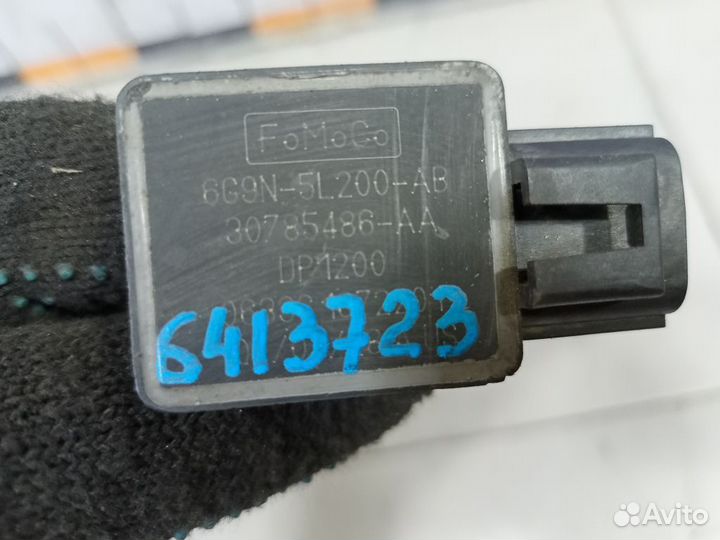 FoMoCo
6G9N-5L200-AB
30785486-AA
DP1200
6413723
Avito